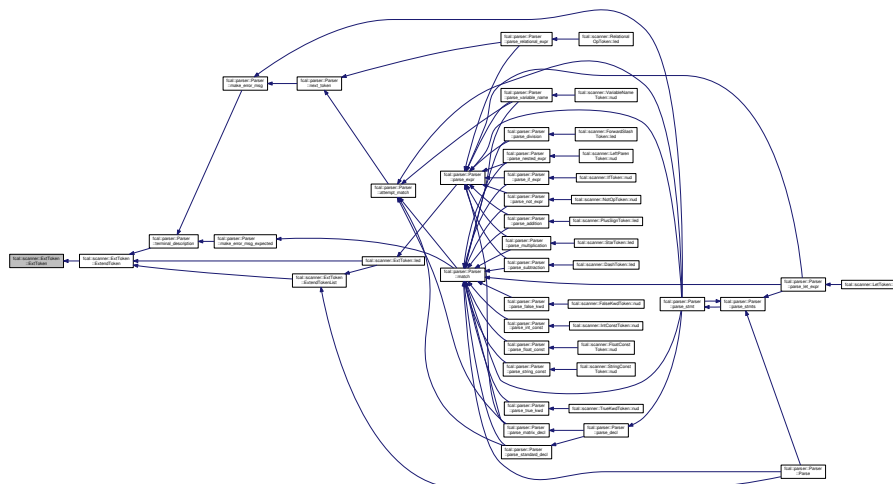 fcal::parser::Parser
::parse_relational_expr
fcal::scanner::Relational
OpToken::led
fcal::parser::Parser
::make_error_msg
fcal::parser::Parser
::next_token
fcal::parser::Parser
::parse_variable_name
fcal::scanner::VariableName
Token::nud
fcal::parser::Parser
::parse_division
fcal::scanner::ForwardSlash
Token::led
fcal::parser::Parser
::parse_nested_expr
fcal::scanner::LeftParen
Token::nud
fcal::parser::Parser
::parse_expr
fcal::parser::Parser
::parse_if_expr
fcal::scanner::IfToken::nud
fcal::parser::Parser
::attempt_match
fcal::parser::Parser
::parse_not_expr
fcal::scanner::NotOpToken::nud
fcal::parser::Parser
::parse_addition
fcal::scanner::PlusSignToken::led
fcal::parser::Parser
::terminal_description
fcal::parser::Parser
::make_error_msg_expected
fcal::parser::Parser
::parse_multiplication
fcal::scanner::StarToken::led
fcal::scanner::ExtToken
::ExtToken
fcal::scanner::ExtToken
::ExtendToken
fcal::scanner::ExtToken::led
fcal::parser::Parser
::parse_subtraction
fcal::scanner::DashToken::led
fcal::scanner::ExtToken
::ExtendTokenList
fcal::parser::Parser
::match
fcal::parser::Parser
::parse_let_expr
fcal::scanner::LetToken::
fcal::parser::Parser
::parse_false_kwd
fcal::scanner::FalseKwdToken::nud
fcal::parser::Parser
::parse_stmt
fcal::parser::Parser
::parse_stmts
fcal::parser::Parser
::parse_int_const
fcal::scanner::IntConstToken::nud
fcal::parser::Parser
::parse_float_const
fcal::scanner::FloatConst
Token::nud
fcal::parser::Parser
::parse_string_const
fcal::scanner::StringConst
Token::nud
fcal::parser::Parser
::parse_true_kwd
fcal::scanner::TrueKwdToken::nud
fcal::parser::Parser
::parse_matrix_decl
fcal::parser::Parser
::parse_decl
fcal::parser::Parser
::parse_standard_decl
fcal::parser::Parser
::Parse